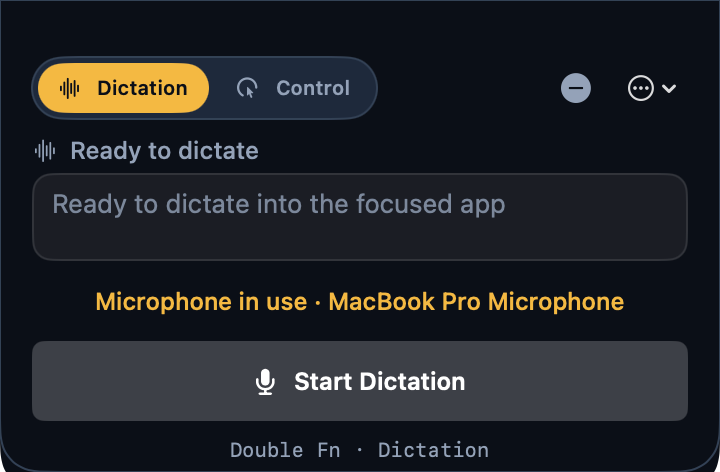 Dictation Control
Ready to dictate
Ready to dictate into the focused app
Microphone in use · MacBook Pro Microphone
Start Dictation
Double Fn · Dictation